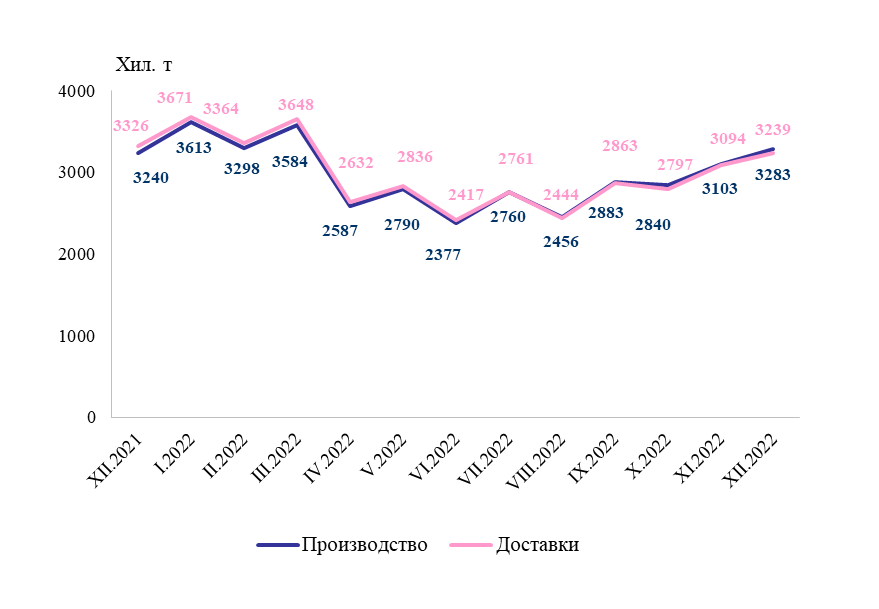 Хил. т
4000
3000
2000
1000
0
3326 3671 3364 3648 2632 2836 2417 2761 2444 2863 2797 3094 3239
3240 3613 3298 3584 2587 2790 2377 2760 2456 2883 2840 3103 3283
XII.2021 I.2022 II.2022 III.2022 IV.2022 V.2022 VI.2022 VII.2022 VIII.2022 IX.2022 X.2022 XI.2022 XII.2022
Производство Доставки